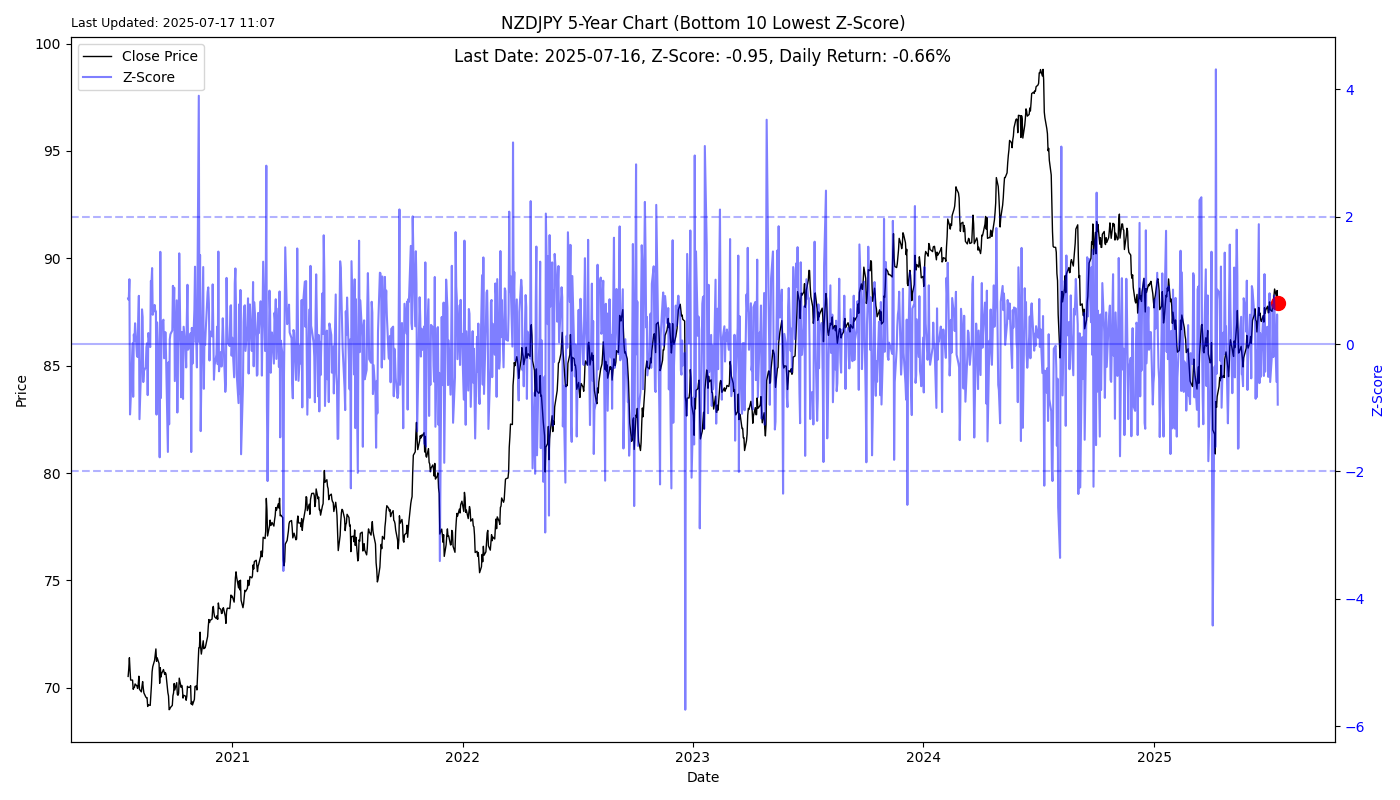 Last Updated: 2025-07-17 11:07
NZDJPY 5-Year Chart (Bottom 10 Lowest Z-Score)
Last Date: 2025-07-16, Z-Score: -0.95, Daily Return: -0.66%
Close Price
Z-Score
100
95
90
85
80
75
70
Price
4
2
0
−2
−4
−6
Z-Score
2021
2022
2023
2024
2025
Date